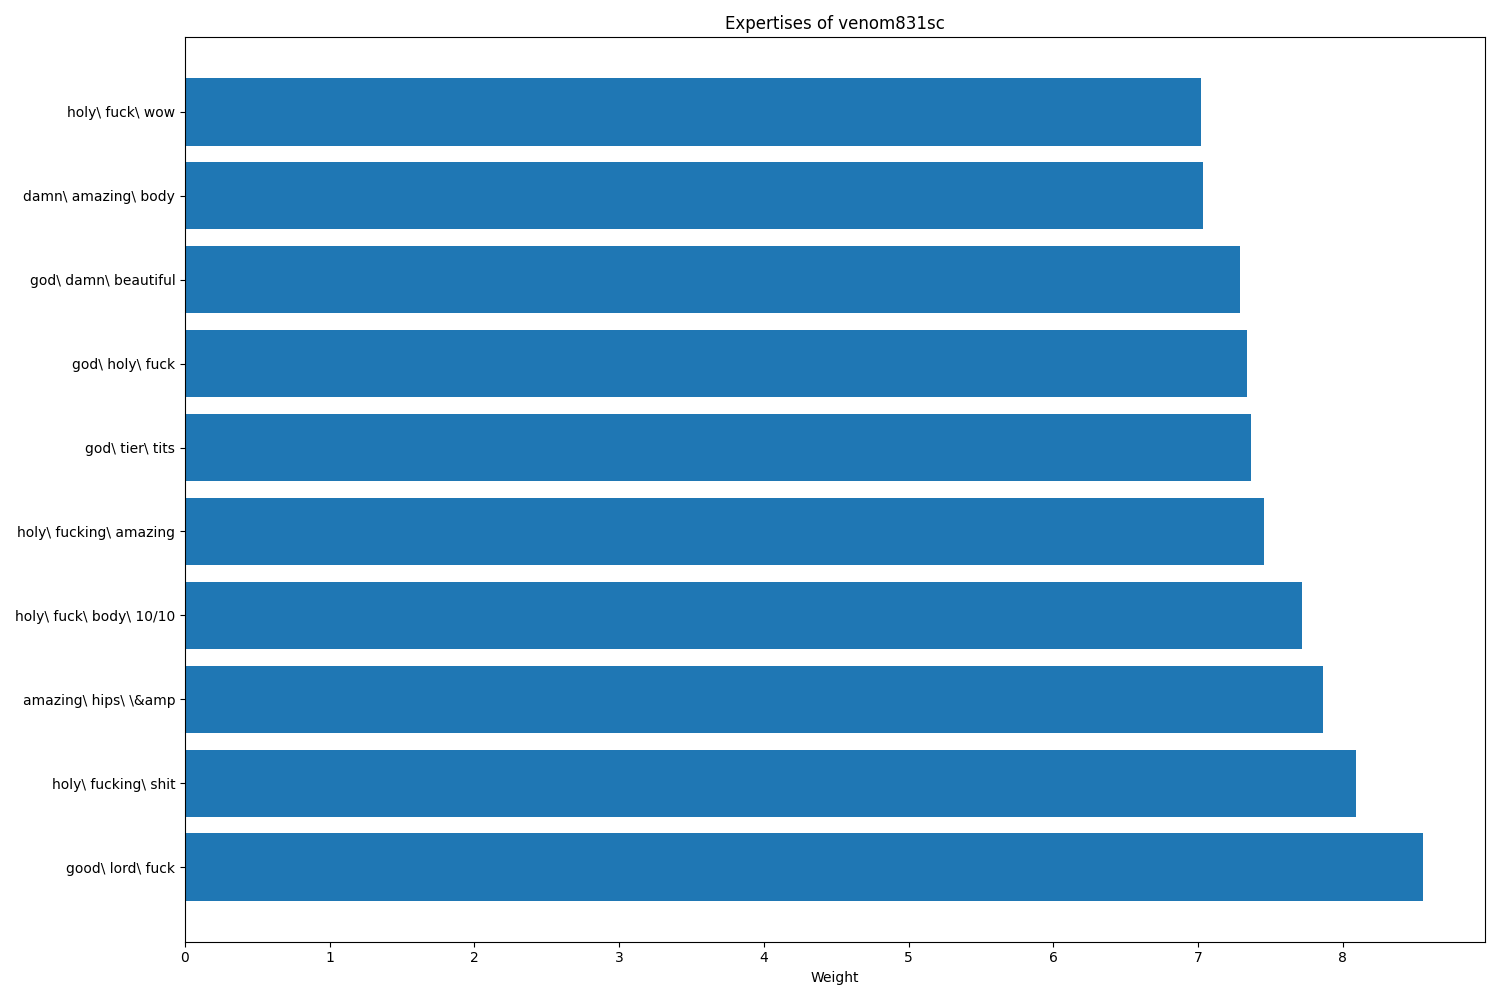 Expertises of venom831sc
holy\ fuck\ wow
damn\ amazing\ body
god\ damn\ beautiful
god\ holy\ fuck
god\ tier\ tits
holy\ fucking\ amazing
holy\ fuck\ body\ 10/10
amazing\ hips\ \&amp
holy\ fucking\ shit
good\ lord\ fuck
0 1 2 3 4 5 6 7 8
Weight